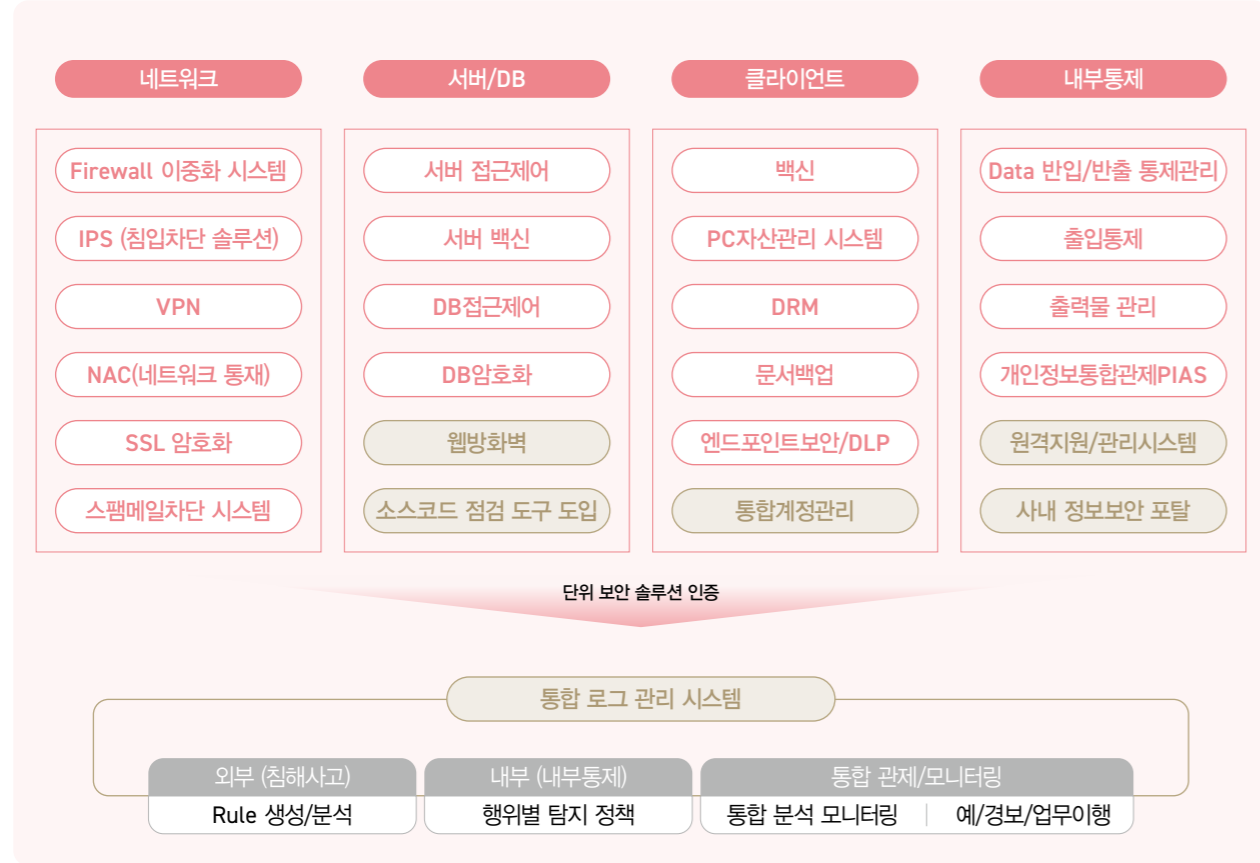 네트워크
Firewall 이중화 시스템
IPS (침입차단 솔루션)
VPN
NAC(네트워크 통재)
SSL 암호화
스팸메일차단 시스템
서버/DB
서버 접근제어
서버 백신
DB접근제어
DB암호화
웹방화벽
소스코드 점검 도구 도입
클라이언트
백신
PC자산관리 시스템
DRM
문서백업
엔드포인트보안/DLP
통합계정관리
내부통제
Data 반입/반출 통제관리
출입통제
출력물 관리
개인정보통합관제PIAS
원격지원/관리시스템
사내 정보보안 포탈
단위 보안 솔루션 인증
통합 로그 관리 시스템
외부 (침해사고)
Rule 생성/분석
내부 (내부통제)
행위별 탐지 정책
통합 관제/모니터링
통합 분석 모니터링
예/경보/업무이행